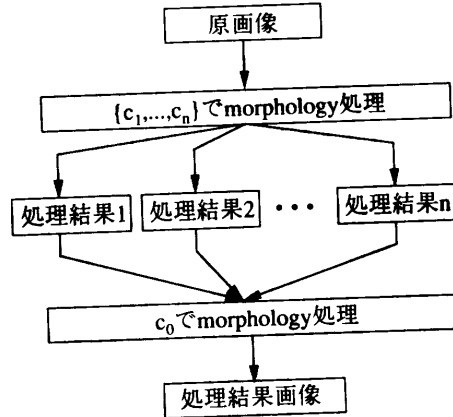 原画像
{c₁,...,cₙ}でmorphology処理
処理結果1 処理結果2 ・・・ 処理結果n
c₀でmorphology処理
処理結果画像